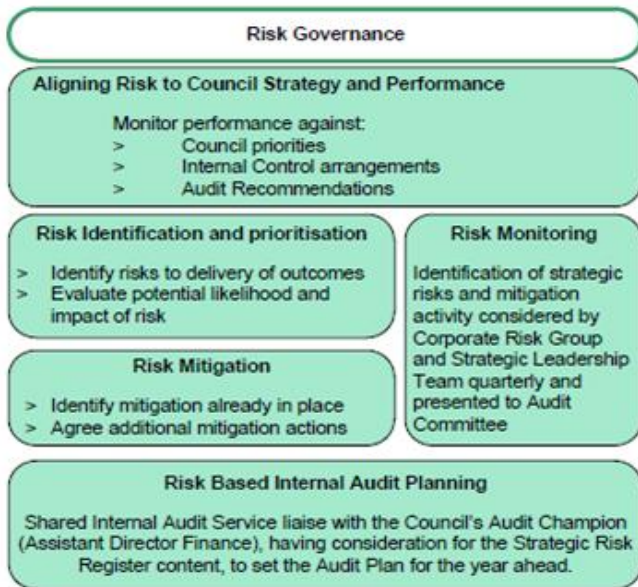 Risk Governance
Aligning Risk to Council Strategy and Performance
Monitor performance against:
> Council priorities
> Internal Control arrangements
> Audit Recommendations
Risk Identification and prioritisation
> Identify risks to delivery of outcomes
> Evaluate potential likelihood and
impact of risk
Risk Mitigation
> Identify mitigation already in place
> Agree additional mitigation actions
Risk Monitoring
Identification of strategic
risks and mitigation
activity considered by
Corporate Risk Group
and Strategic Leadership
Team quarterly and
presented to Audit
Committee
Risk Based Internal Audit Planning
Shared Internal Audit Service liaise with the Council's Audit Champion
(Assistant Director Finance), having consideration for the Strategic Risk
Register content, to set the Audit Plan for the year ahead.